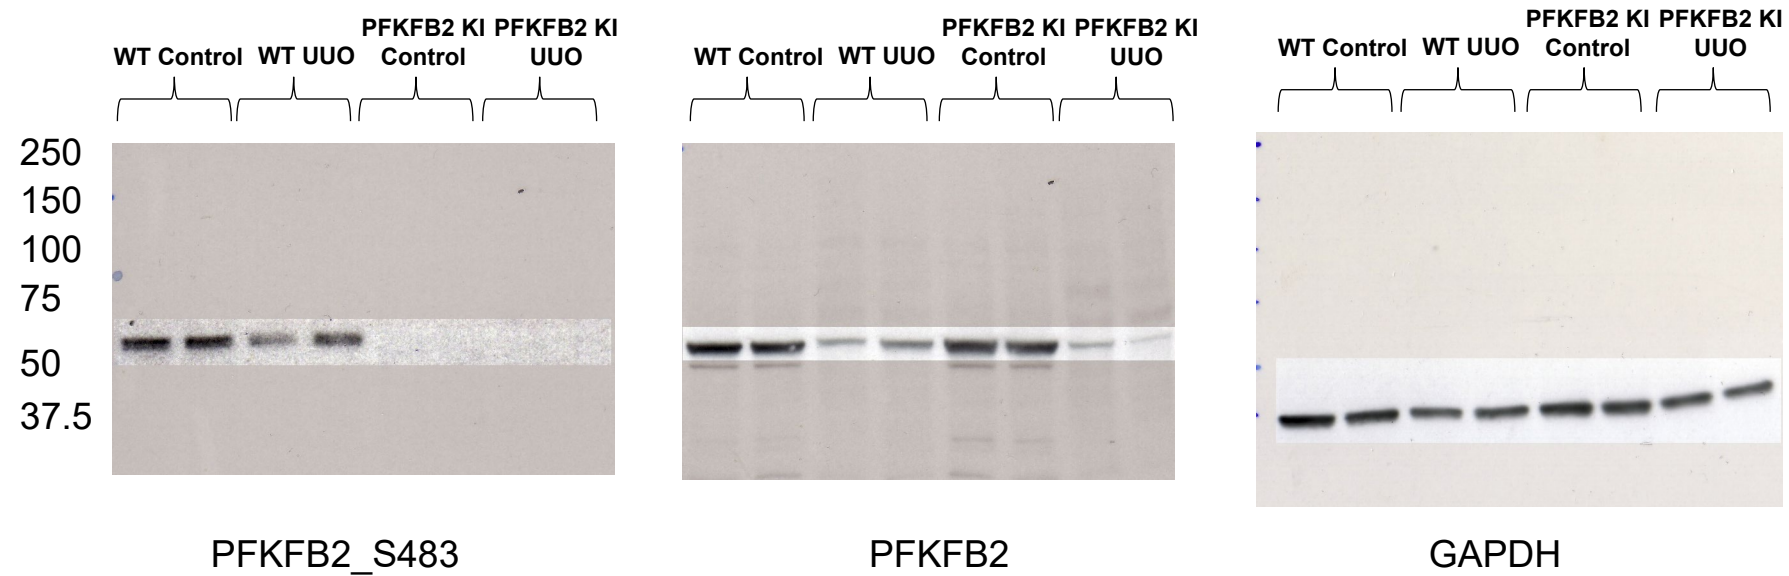 PFKFB2 KI PFKFB2 KI
WT Control WT UUO Control UUO
PFKFB2 KI PFKFB2 KI
WT Control WT UUO Control UUO
PFKFB2 KI PFKFB2 KI
WT Control WT UUO Control UUO
250
150
100
75
50
37.5
PFKFB2_S483
PFKFB2
GAPDH